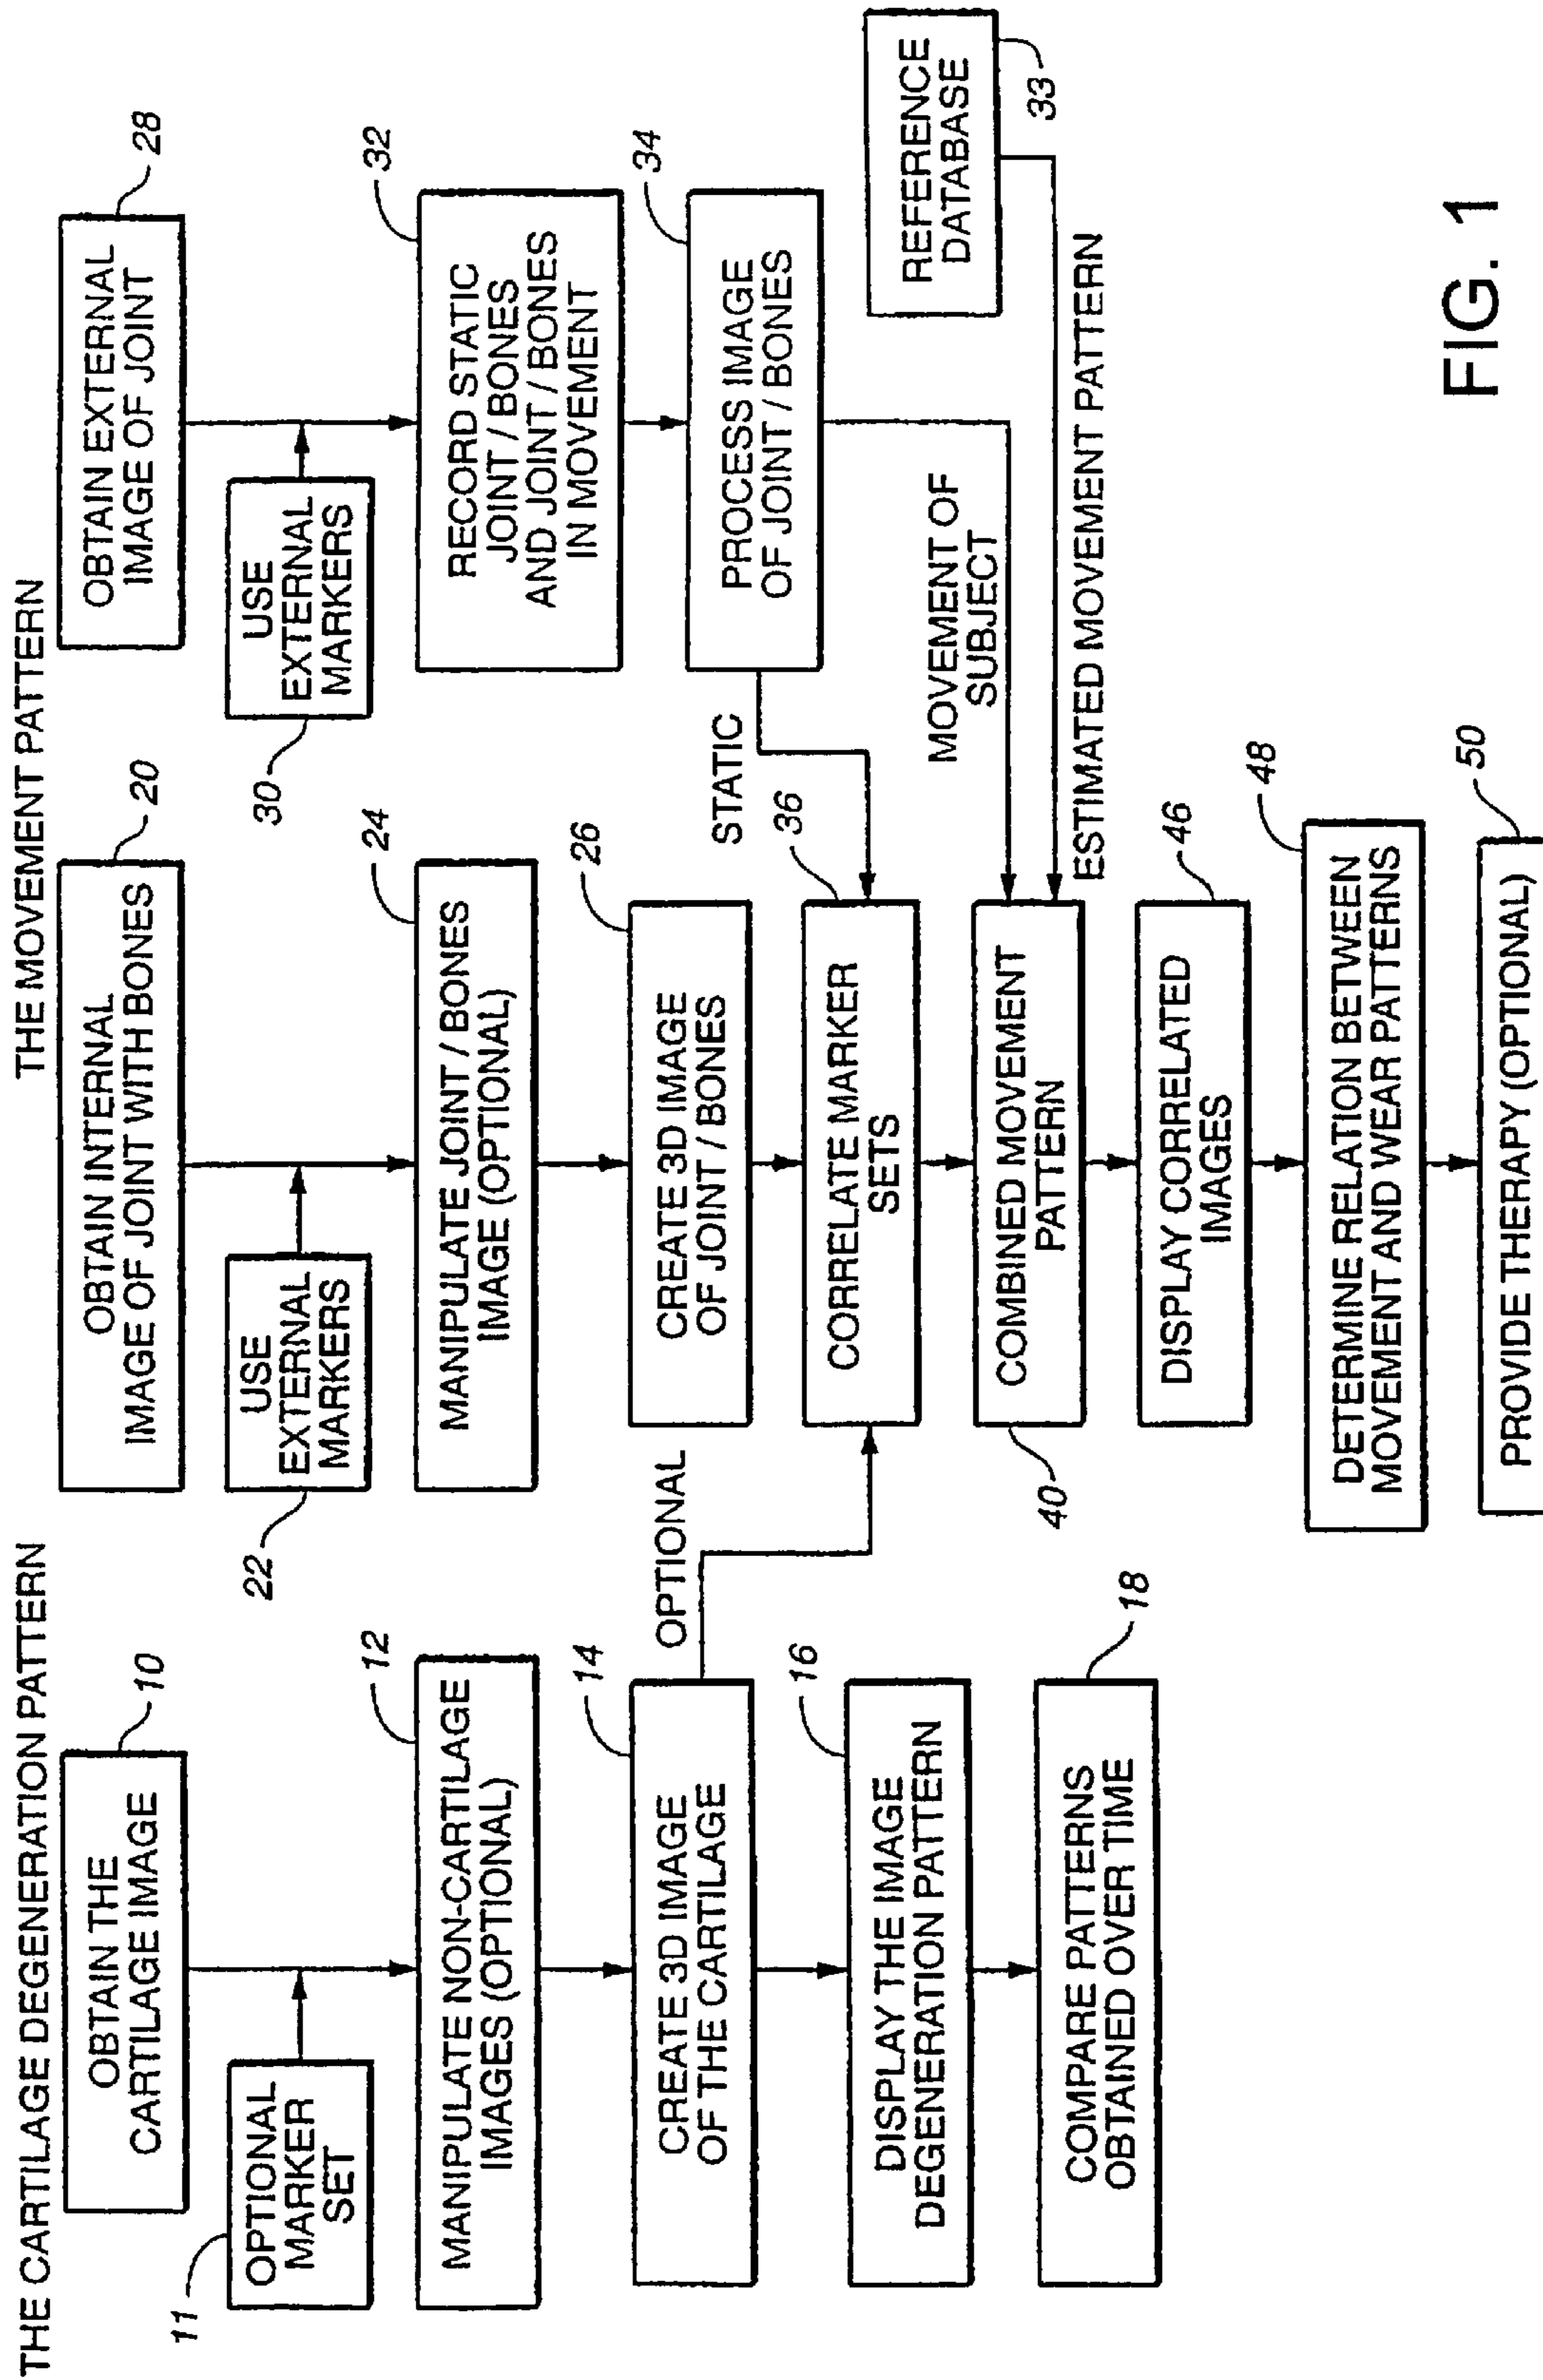 THE CARTILAGE DEGENERATION PATTERN
OBTAIN THE
CARTILAGE IMAGE
10
OPTIONAL
MARKER
SET
11
MANIPULATE NON-CARTILAGE
IMAGES (OPTIONAL)
12
CREATE 3D IMAGE
OF THE CARTILAGE
14
OPTIONAL
DISPLAY THE IMAGE
DEGENERATION PATTERN
16
COMPARE PATTERNS
OBTAINED OVER TIME
18
THE MOVEMENT PATTERN
OBTAIN INTERNAL
IMAGE OF JOINT WITH BONES
20
USE
EXTERNAL
MARKERS
22
MANIPULATE JOINT / BONES
IMAGE (OPTIONAL)
24
CREATE 3D IMAGE
OF JOINT / BONES
26
CORRELATE MARKER
SETS
36
COMBINED MOVEMENT
PATTERN
40
DISPLAY CORRELATED
IMAGES
46
DETERMINE RELATION BETWEEN
MOVEMENT AND WEAR PATTERNS
48
PROVIDE THERAPY (OPTIONAL)
50
OBTAIN EXTERNAL
IMAGE OF JOINT
28
USE
EXTERNAL
MARKERS
30
RECORD STATIC
JOINT / BONES
AND JOINT / BONES
IN MOVEMENT
32
PROCESS IMAGE
OF JOINT / BONES
34
STATIC
MOVEMENT OF
SUBJECT
REFERENCE
DATABASE
33
ESTIMATED MOVEMENT PATTERN
FIG. 1